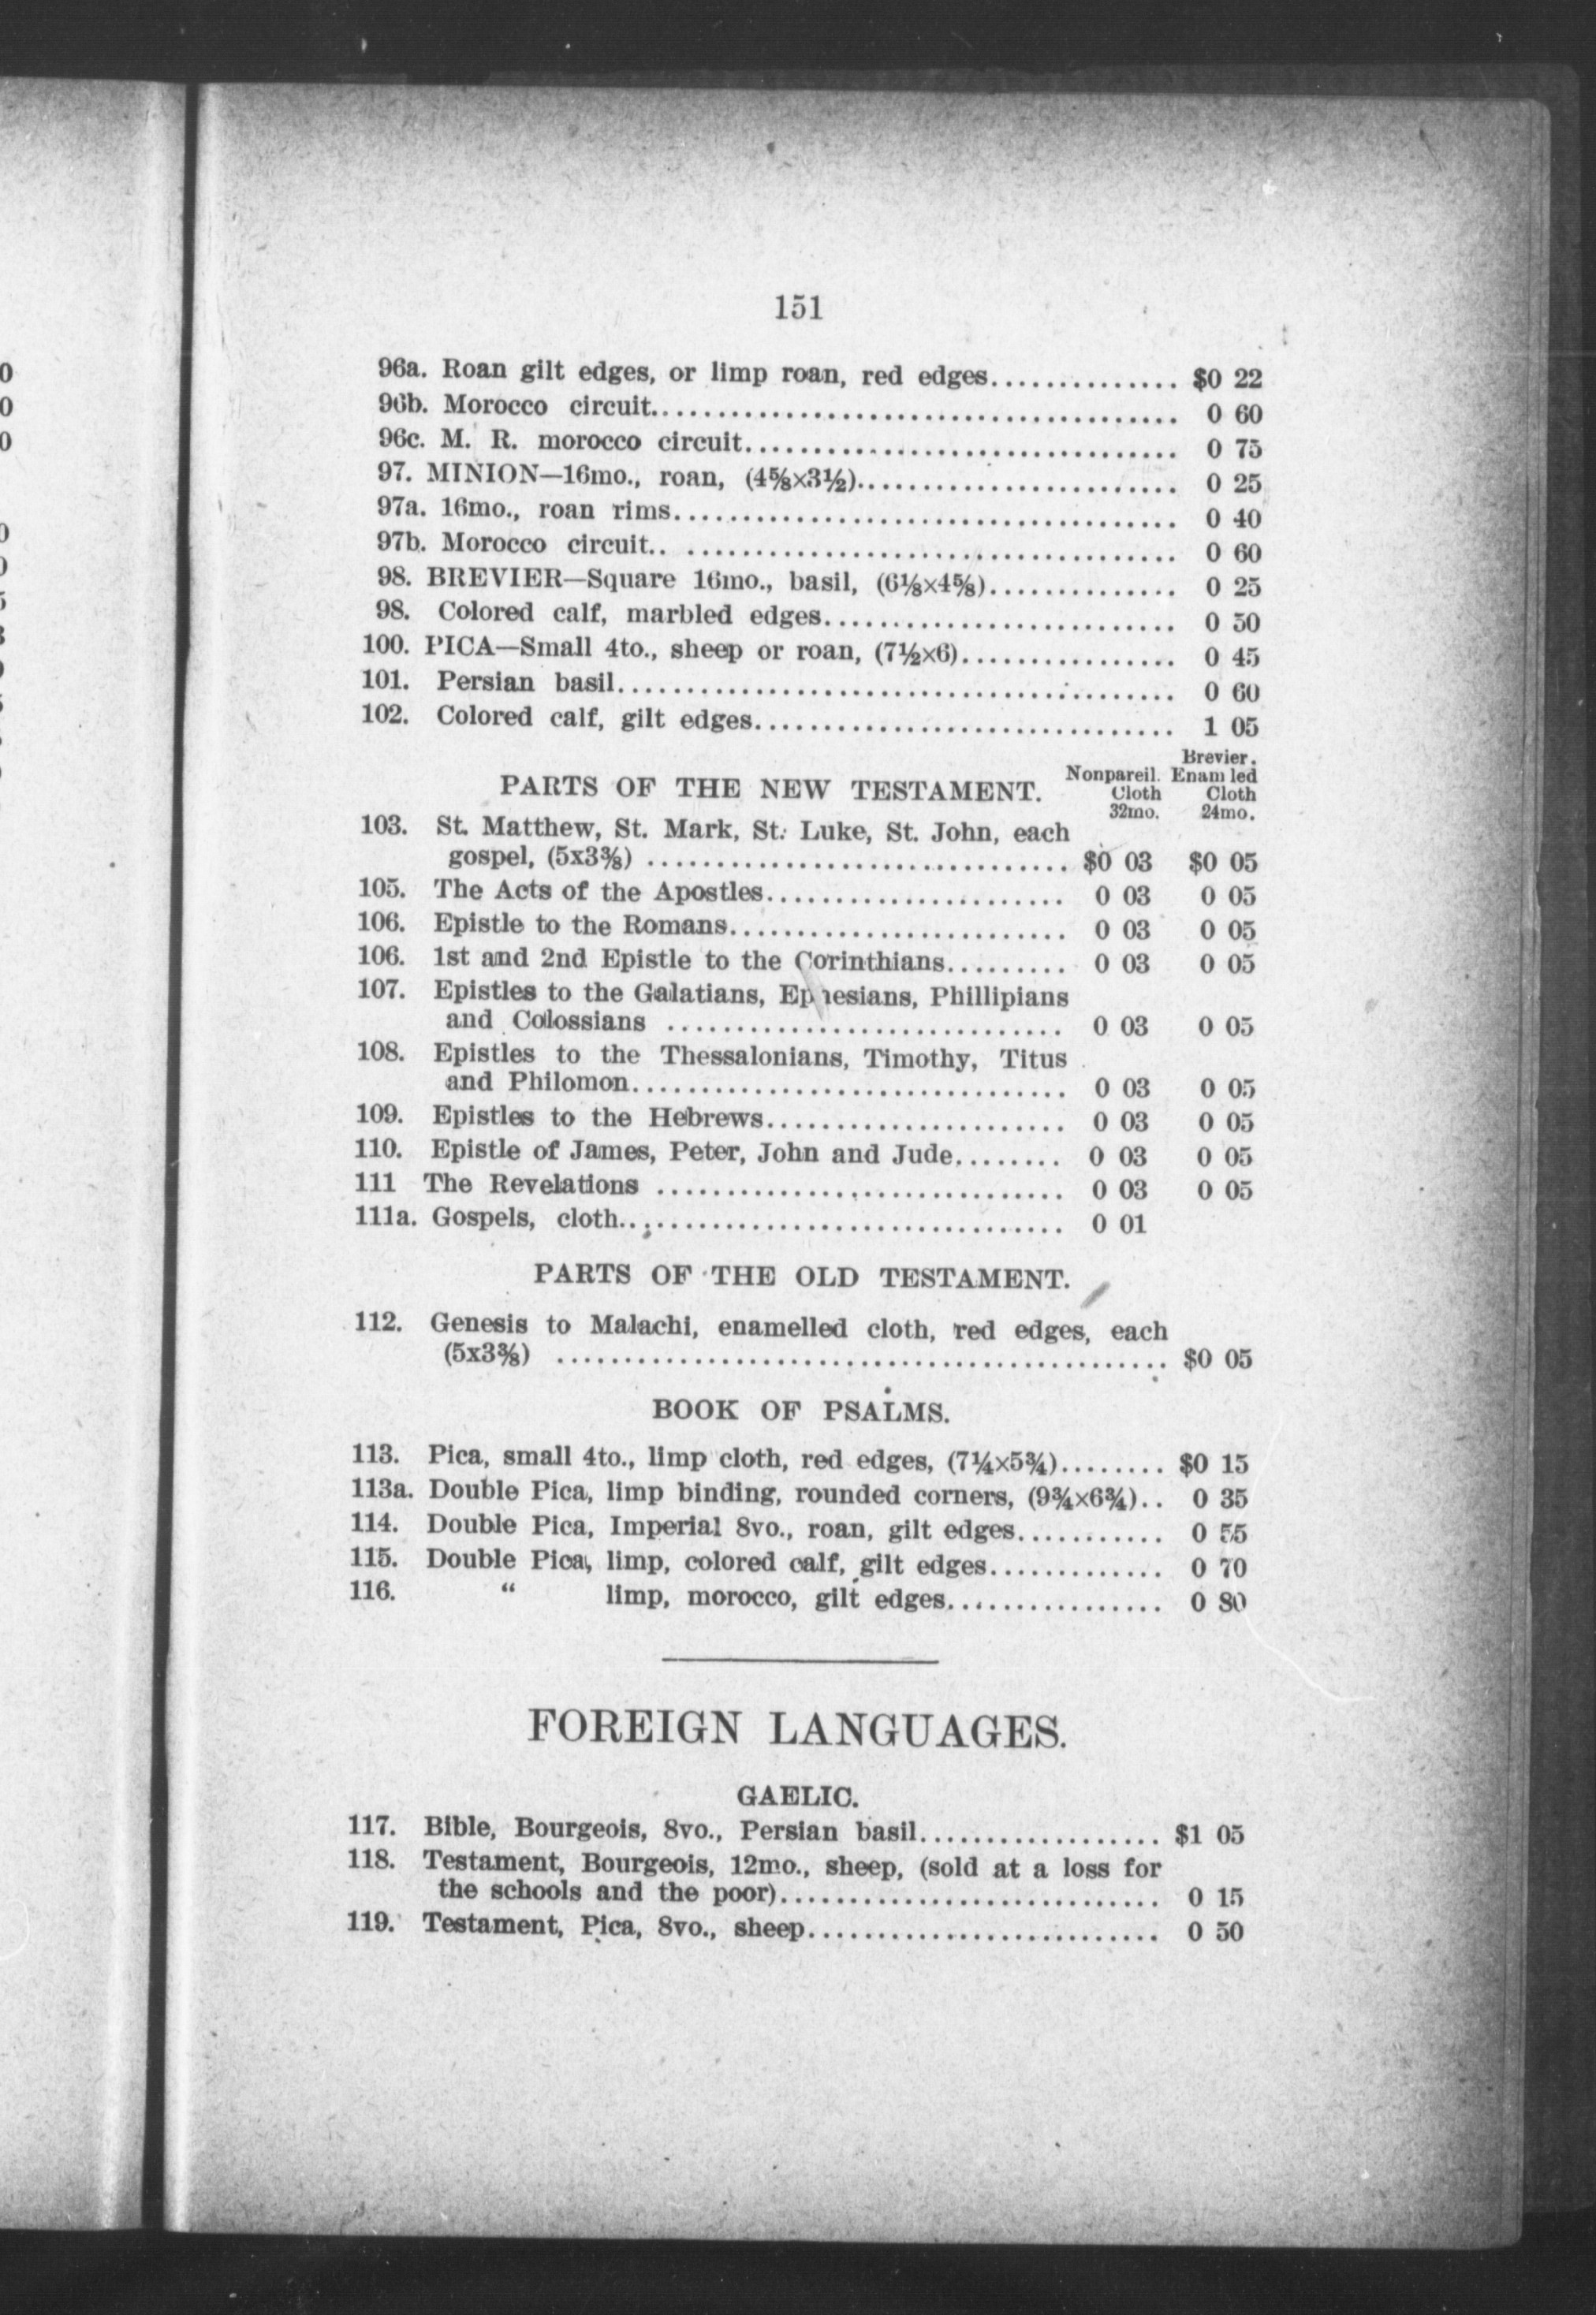 151
96a. Roan gilt edges, or limp roan, red edges.............. $0 22
96b. Morocco circuit...................................... 0 60
96c. M. R. morocco circuit................................ 0 75
97. MINION—16mo., roan, (4⅝×3½)........................ 0 25
97a. 16mo., roan rims..................................... 0 40
97b. Morocco circuit.. .................................... 0 60
98. BREVIER—Square 16mo., basil, (6⅛×4⅝).............. 0 25
98. Colored calf, marbled edges.......................... 0 50
100. PICA—Small 4to., sheep or roan, (7½×6)................ 0 45
101. Persian basil......................................... 0 60
102. Colored calf, gilt edges............................... 1 05
Brevier.
Nonpareil. Enam led
PARTS OF THE NEW TESTAMENT. Cloth Cloth
32mo. 24mo.
103. St. Matthew, St. Mark, St. Luke, St. John, each
gospel, (5x3⅜) ............................... $0 03 $0 05
105. The Acts of the Apostles...................... 0 03 0 05
106. Epistle to the Romans......................... 0 03 0 05
106. 1st and 2nd Epistle to the Corinthians......... 0 03 0 05
107. Epistles to the Galatians, Ephesians, Phillipians
and Colossians ............................. 0 03 0 05
108. Epistles to the Thessalonians, Timothy, Titus
and Philomon................................ 0 03 0 05
109. Epistles to the Hebrews...................... 0 03 0 05
110. Epistle of James, Peter, John and Jude........ 0 03 0 05
111 The Revelations .............................. 0 03 0 05
111a. Gospels, cloth................................. 0 01
PARTS OF THE OLD TESTAMENT.
112. Genesis to Malachi, enamelled cloth, red edges, each
(5x3⅜) ............................................. $0 05
BOOK OF PSALMS.
113. Pica, small 4to., limp cloth, red edges, (7¼×5¾)........ $0 15
113a. Double Pica, limp binding, rounded corners, (9¾×6¾).. 0 35
114. Double Pica, Imperial 8vo., roan, gilt edges........... 0 55
115. Double Pica, limp, colored calf, gilt edges............. 0 70
116. " limp, morocco, gilt edges................ 0 80
FOREIGN LANGUAGES.
GAELIC.
117. Bible, Bourgeois, 8vo., Persian basil.................. $1 05
118. Testament, Bourgeois, 12mo., sheep, (sold at a loss for
the schools and the poor)............................ 0 15
119. Testament, Pica, 8vo., sheep.......................... 0 50